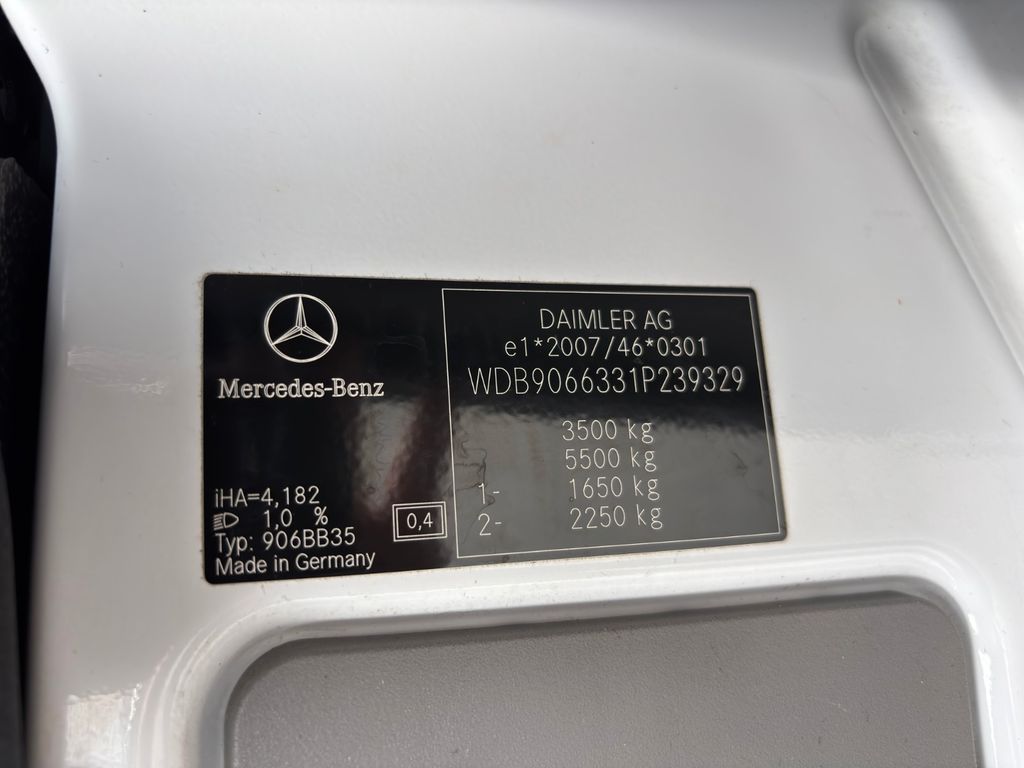 Mercedes-Benz
iHA=4,182
1,0 %
Typ: 906BB35
Made in Germany
0,4
DAIMLER AG
e1*2007/46*0301
WDB9066331P239329
3500 kg
5500 kg
1- 1650 kg
2- 2250 kg